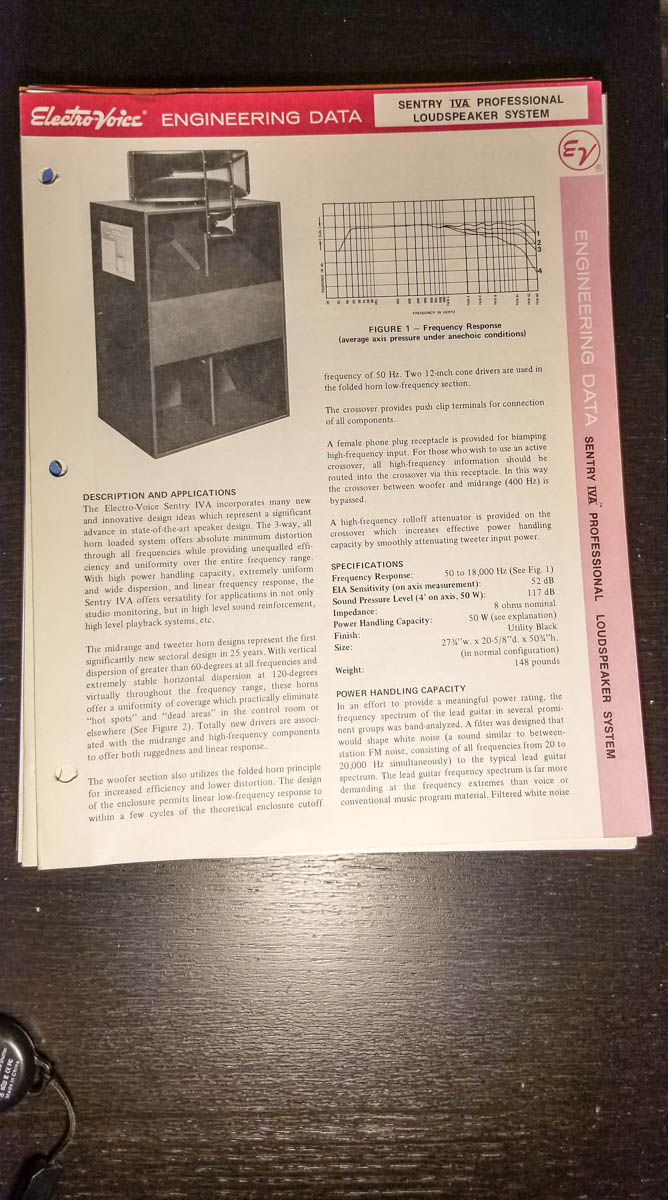 Electro-Voice® ENGINEERING DATA
SENTRY IVA PROFESSIONAL
LOUDSPEAKER SYSTEM
EV
®
ENGINEERING DATA SENTRY IVA™ PROFESSIONAL LOUDSPEAKER SYSTEM
1
2
3
4
FREQUENCY IN HERTZ
FIGURE 1 — Frequency Response
(average axis pressure under anechoic conditions)
DESCRIPTION AND APPLICATIONS
The Electro-Voice Sentry IVA incorporates many new
and innovative design ideas which represent a significant
advance in state-of-the-art speaker design. The 3-way, all
horn loaded system offers absolute minimum distortion
through all frequencies while providing unequalled effi-
ciency and uniformity over the entire frequency range.
With high power handling capacity, extremely uniform
and wide dispersion, and linear frequency response, the
Sentry IVA offers versatility for applications in not only
studio monitoring, but in high level sound reinforcement,
high level playback systems, etc.
The midrange and tweeter horn designs represent the first
significantly new sectoral design in 25 years. With vertical
dispersion of greater than 60-degrees at all frequencies and
extremely stable horizontal dispersion at 120-degrees
virtually throughout the frequency range, these horns
offer a uniformity of coverage which practically eliminate
"hot spots" and "dead areas" in the control room or
elsewhere (See Figure 2). Totally new drivers are associ-
ated with the midrange and high-frequency components
to offer both ruggedness and linear response.
The woofer section also utilizes the folded horn principle
for increased efficiency and lower distortion. The design
of the enclosure permits linear low-frequency response to
within a few cycles of the theoretical enclosure cutoff
frequency of 50 Hz. Two 12-inch cone drivers are used in
the folded horn low-frequency section.
The crossover provides push clip terminals for connection
of all components.
A female phone plug receptacle is provided for biamping
high-frequency input. For those who wish to use an active
crossover, all high-frequency information should be
routed into the crossover via this receptacle. In this way
the crossover between woofer and midrange (400 Hz) is
bypassed.
A high-frequency rolloff attenuator is provided on the
crossover which increases effective power handling
capacity by smoothly attenuating tweeter input power.
SPECIFICATIONS
Frequency Response: 50 to 18,000 Hz (See Fig. 1)
EIA Sensitivity (on axis measurement): 52 dB
Sound Pressure Level (4' on axis, 50 W): 117 dB
Impedance: 8 ohms nominal
Power Handling Capacity: 50 W (see explanation)
Finish: Utility Black
Size: 27¾"w. x 20-5/8"d. x 50¾"h.
(in normal configuration)
Weight: 148 pounds
POWER HANDLING CAPACITY
In an effort to provide a meaningful power rating, the
frequency spectrum of the lead guitar in several promi-
nent groups was band-analyzed. A filter was designed that
would shape white noise (a sound similar to between-
station FM noise, consisting of all frequencies from 20 to
20,000 Hz simultaneously) to the typical lead guitar
spectrum. The lead guitar frequency spectrum is far more
demanding at the frequency extremes than voice or
conventional music program material. Filtered white noise
Made in China